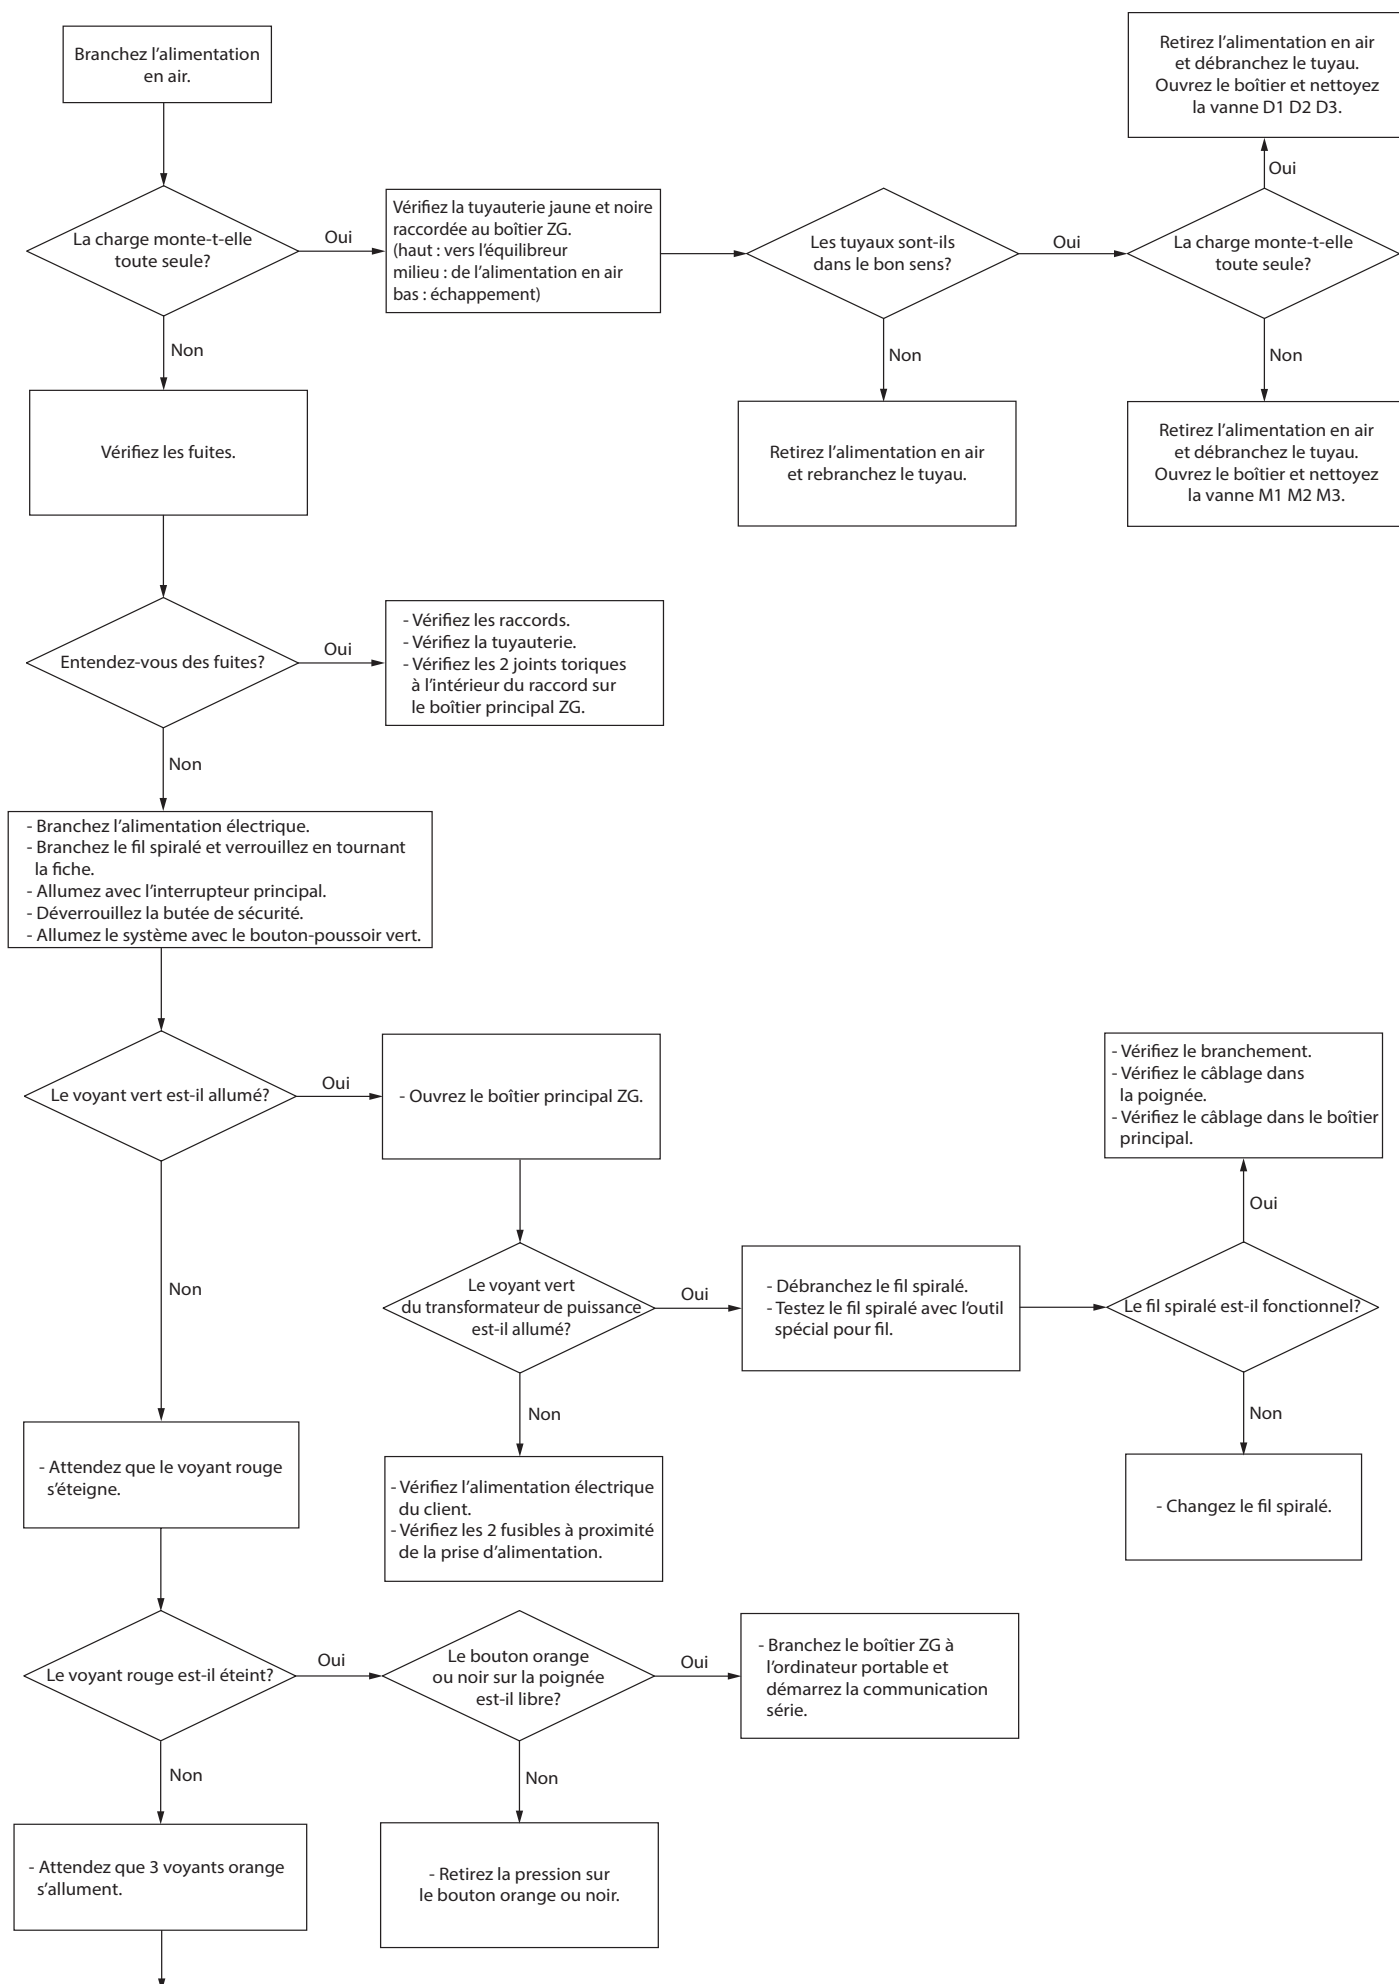 Branchez l'alimentation
en air.
Retirez l'alimentation en air
et débranchez le tuyau.
Ouvrez le boîtier et nettoyez
la vanne D1 D2 D3.
Oui
La charge monte-t-elle
toute seule?
Oui
Vérifiez la tuyauterie jaune et noire
raccordée au boîtier ZG.
(haut : vers l'équilibreur
milieu : de l'alimentation en air
bas : échappement)
Les tuyaux sont-ils
dans le bon sens?
Oui
La charge monte-t-elle
toute seule?
Non
Non
Non
Vérifiez les fuites.
Retirez l'alimentation en air
et rebranchez le tuyau.
Retirez l'alimentation en air
et débranchez le tuyau.
Ouvrez le boîtier et nettoyez
la vanne M1 M2 M3.
Entendez-vous des fuites?
Oui
- Vérifiez les raccords.
- Vérifiez la tuyauterie.
- Vérifiez les 2 joints toriques
à l'intérieur du raccord sur
le boîtier principal ZG.
Non
- Branchez l'alimentation électrique.
- Branchez le fil spiralé et verrouillez en tournant
la fiche.
- Allumez avec l'interrupteur principal.
- Déverrouillez la butée de sécurité.
- Allumez le système avec le bouton-poussoir vert.
Le voyant vert est-il allumé?
Oui
- Ouvrez le boîtier principal ZG.
- Vérifiez le branchement.
- Vérifiez le câblage dans
la poignée.
- Vérifiez le câblage dans le boîtier
principal.
Oui
Non
Le voyant vert
du transformateur de puissance
est-il allumé?
Oui
- Débranchez le fil spiralé.
- Testez le fil spiralé avec l'outil
spécial pour fil.
Le fil spiralé est-il fonctionnel?
Non
Non
- Attendez que le voyant rouge
s'éteigne.
- Vérifiez l'alimentation électrique
du client.
- Vérifiez les 2 fusibles à proximité
de la prise d'alimentation.
- Changez le fil spiralé.
Le voyant rouge est-il éteint?
Oui
Le bouton orange
ou noir sur la poignée
est-il libre?
Oui
- Branchez le boîtier ZG à
l'ordinateur portable et
démarrez la communication
série.
Non
Non
- Attendez que 3 voyants orange
s'allument.
- Retirez la pression sur
le bouton orange ou noir.